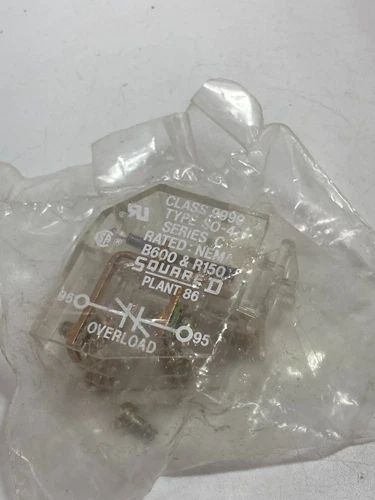 CLASS 9999
TYPE SO-4
SERIES C
RATED: NEMA
B600 & R150
SQUARE D
PLANT 86
96 95
OVERLOAD